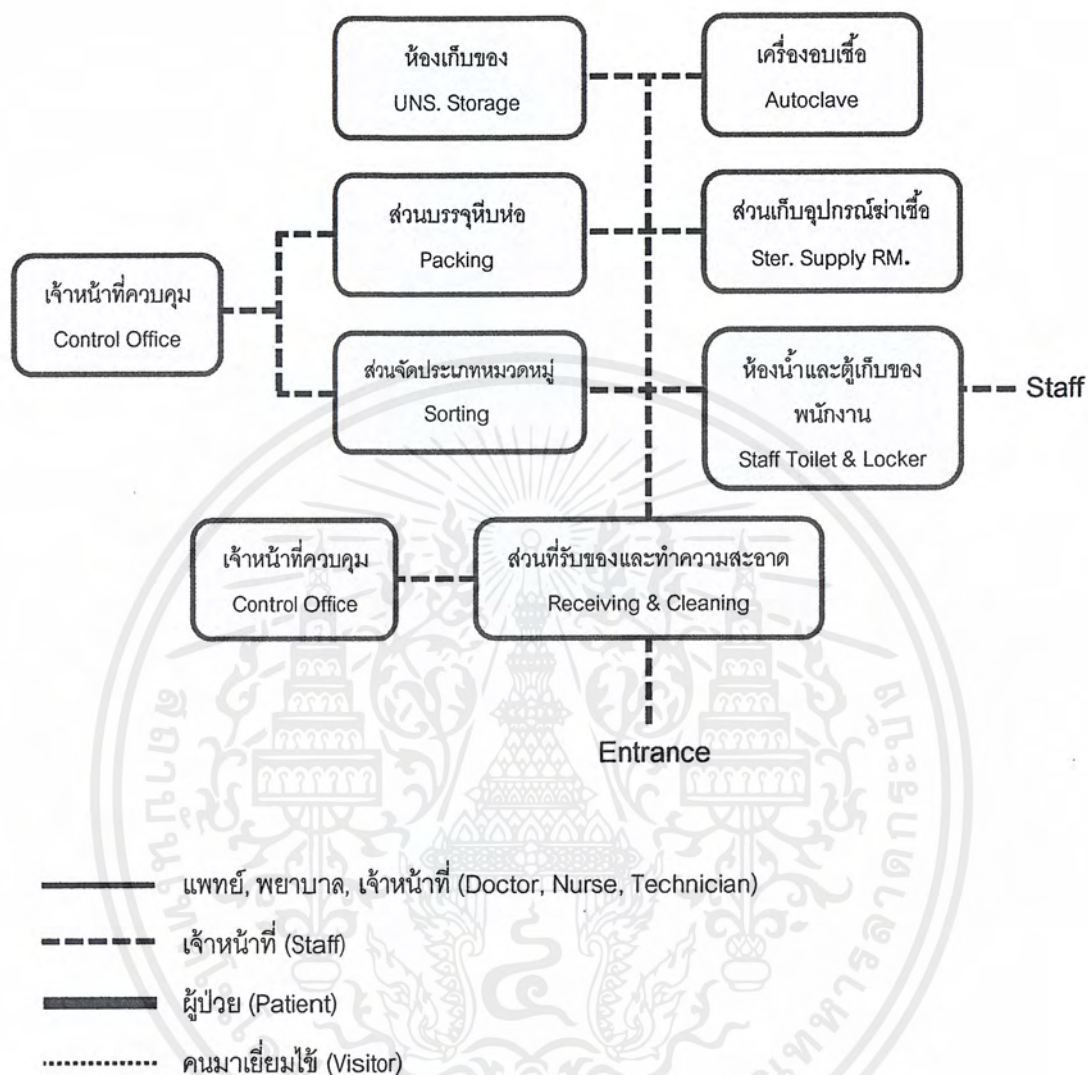 ห้องเก็บของ
UNS. Storage
เครื่องอบเชื้อ
Autoclave
ส่วนบรรจุหีบห่อ
Packing
ส่วนเก็บอุปกรณ์ฆ่าเชื้อ
Ster. Supply RM.
เจ้าหน้าที่ควบคุม
Control Office
ส่วนจัดประเภทหมวดหมู่
Sorting
ห้องน้ำและตู้เก็บของ
พนักงาน
Staff Toilet & Locker
Staff
เจ้าหน้าที่ควบคุม
Control Office
ส่วนที่รับของและทำความสะอาด
Receiving & Cleaning
Entrance
แพทย์, พยาบาล, เจ้าหน้าที่ (Doctor, Nurse, Technician)
เจ้าหน้าที่ (Staff)
ผู้ป่วย (Patient)
คนมาเยี่ยมไข้ (Visitor)